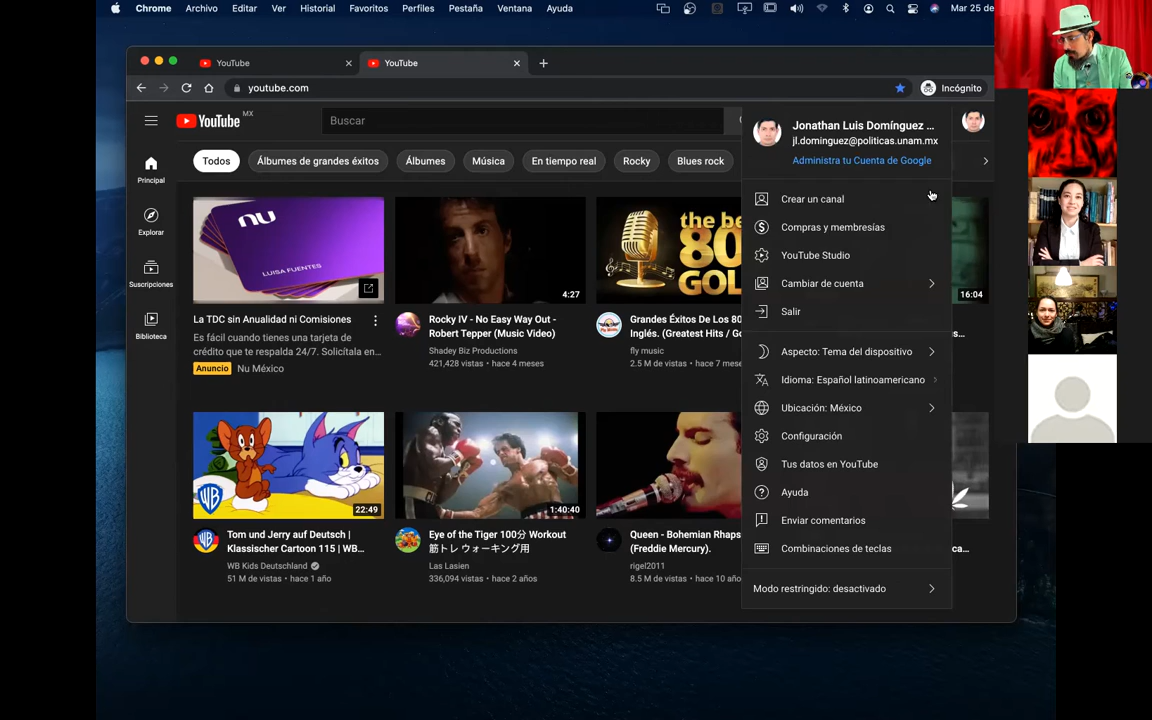 Chrome Archivo Editar Ver Historial Favoritos Perfiles Pestaña Ventana Ayuda Mar 25 de
YouTube
YouTube
youtube.com
Incógnito
YouTube MX
Buscar
Todos
Álbumes de grandes éxitos
Álbumes
Música
En tiempo real
Rocky
Blues rock
Principal
Explorar
Suscripciones
Biblioteca
nu
LUISA FUENTES
La TDC sin Anualidad ni Comisiones
Es fácil cuando tienes una tarjeta de
crédito que te respalda 24/7. Solicítala en...
Anuncio Nu México
4:27
Rocky IV - No Easy Way Out -
Robert Tepper (Music Video)
Shadey Biz Productions
421,428 vistas • hace 4 meses
the be
80
GOL
Grandes Éxitos De Los 80
Inglés. (Greatest Hits / Go
fly music
2.5 M de vistas • hace 7 mese
16:04
WB
22:49
Tom und Jerry auf Deutsch |
Klassischer Cartoon 115 | WB...
WB Kids Deutschland
51 M de vistas • hace 1 año
1:40:40
Eye of the Tiger 100分 Workout
筋トレ ウォーキング用
Las Lasien
336,094 vistas • hace 2 años
Queen - Bohemian Rhaps
(Freddie Mercury).
rigel2011
8.5 M de vistas • hace 10 año
Jonathan Luis Domínguez ...
jl.dominguez@politicas.unam.mx
Administra tu Cuenta de Google
Crear un canal
Compras y membresías
YouTube Studio
Cambiar de cuenta
Salir
Aspecto: Tema del dispositivo
Idioma: Español latinoamericano
Ubicación: México
Configuración
Tus datos en YouTube
Ayuda
Enviar comentarios
Combinaciones de teclas
Modo restringido: desactivado